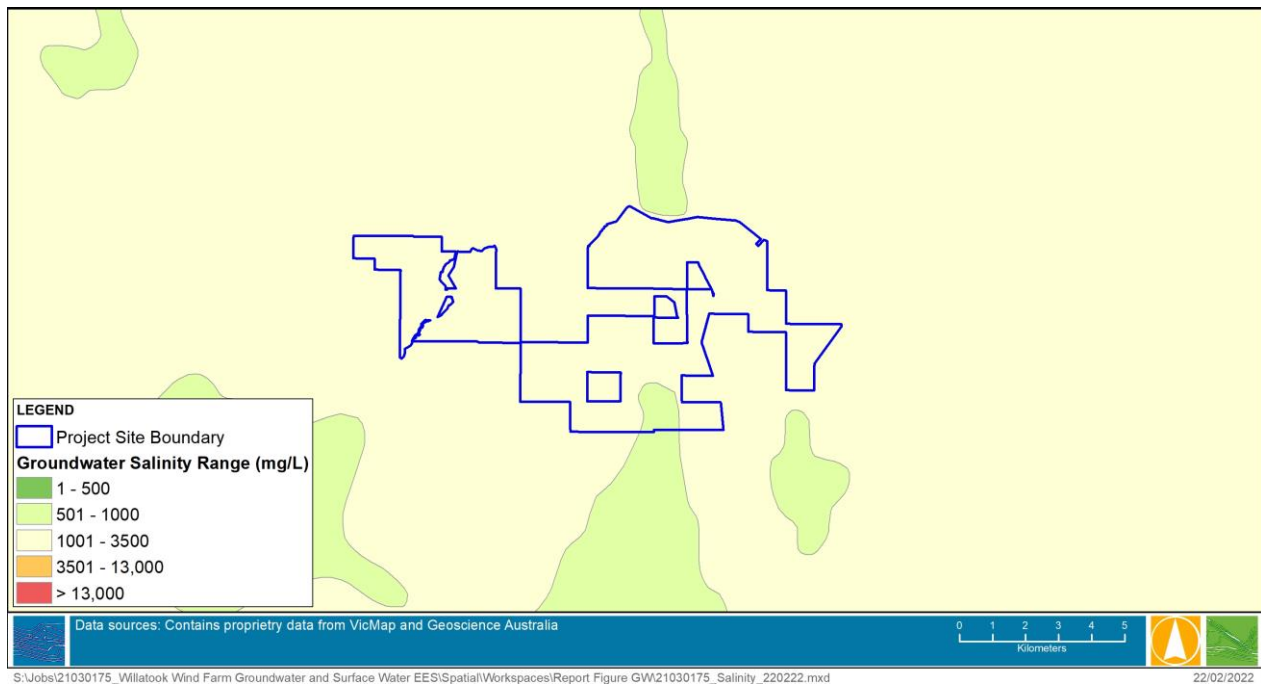 LEGEND
Project Site Boundary
Groundwater Salinity Range (mg/L)
1 - 500
501 - 1000
1001 - 3500
3501 - 13,000
> 13,000
Data sources: Contains proprietry data from VicMap and Geoscience Australia
0 1 2 3 4 5
Kilometers
S:\Jobs\21030175_Willatook Wind Farm Groundwater and Surface Water EES\Spatial\Workspaces\Report Figure GW\21030175_Salinity_220222.mxd
22/02/2022